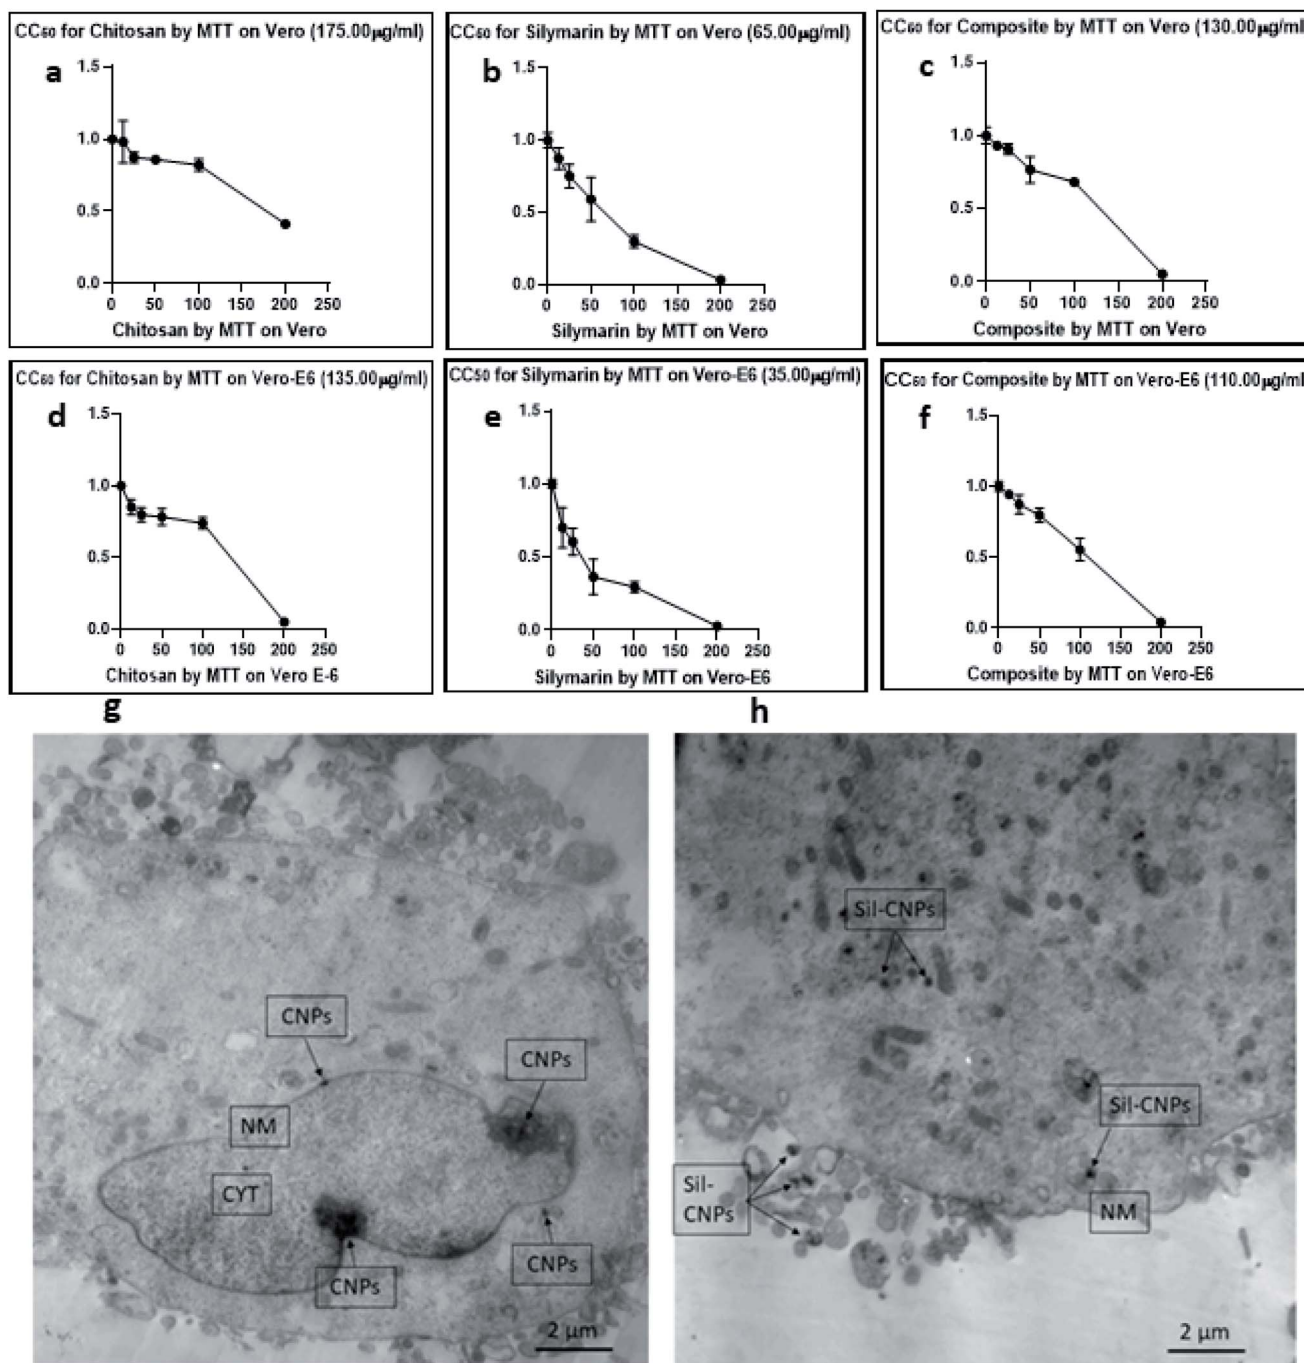 CC50 for Chitosan by MTT on Vero (175.00µg/ml)
a
1.5
1.0
0.5
0.0
0 50 100 150 200 250
Chitosan by MTT on Vero
CC50 for Silymarin by MTT on Vero (65.00µg/ml)
b
1.5
1.0
0.5
0.0
0 50 100 150 200 250
Silymarin by MTT on Vero
CC50 for Composite by MTT on Vero (130.00µg/ml
c
1.5
1.0
0.5
0.0
0 50 100 150 200 250
Composite by MTT on Vero
CC50 for Chitosan by MTT on Vero-E6 (135.00µg/ml)
d
1.5
1.0
0.5
0.0
0 50 100 150 200 250
Chitosan by MTT on Vero E-6
CC50 for Silymarin by MTT on Vero-E6 (35.00µg/ml)
e
1.5
1.0
0.5
0.0
0 50 100 150 200 250
Silymarin by MTT on Vero-E6
CC50 for Composite by MTT on Vero-E6 (110.00µg/ml
f
1.5
1.0
0.5
0.0
0 50 100 150 200 250
Composite by MTT on Vero-E6
g
CNPs
CNPs
NM
CYT
CNPs
CNPs
2 µm
h
Sil-CNPs
Sil-CNPs
Sil-
CNPs
NM
2 µm